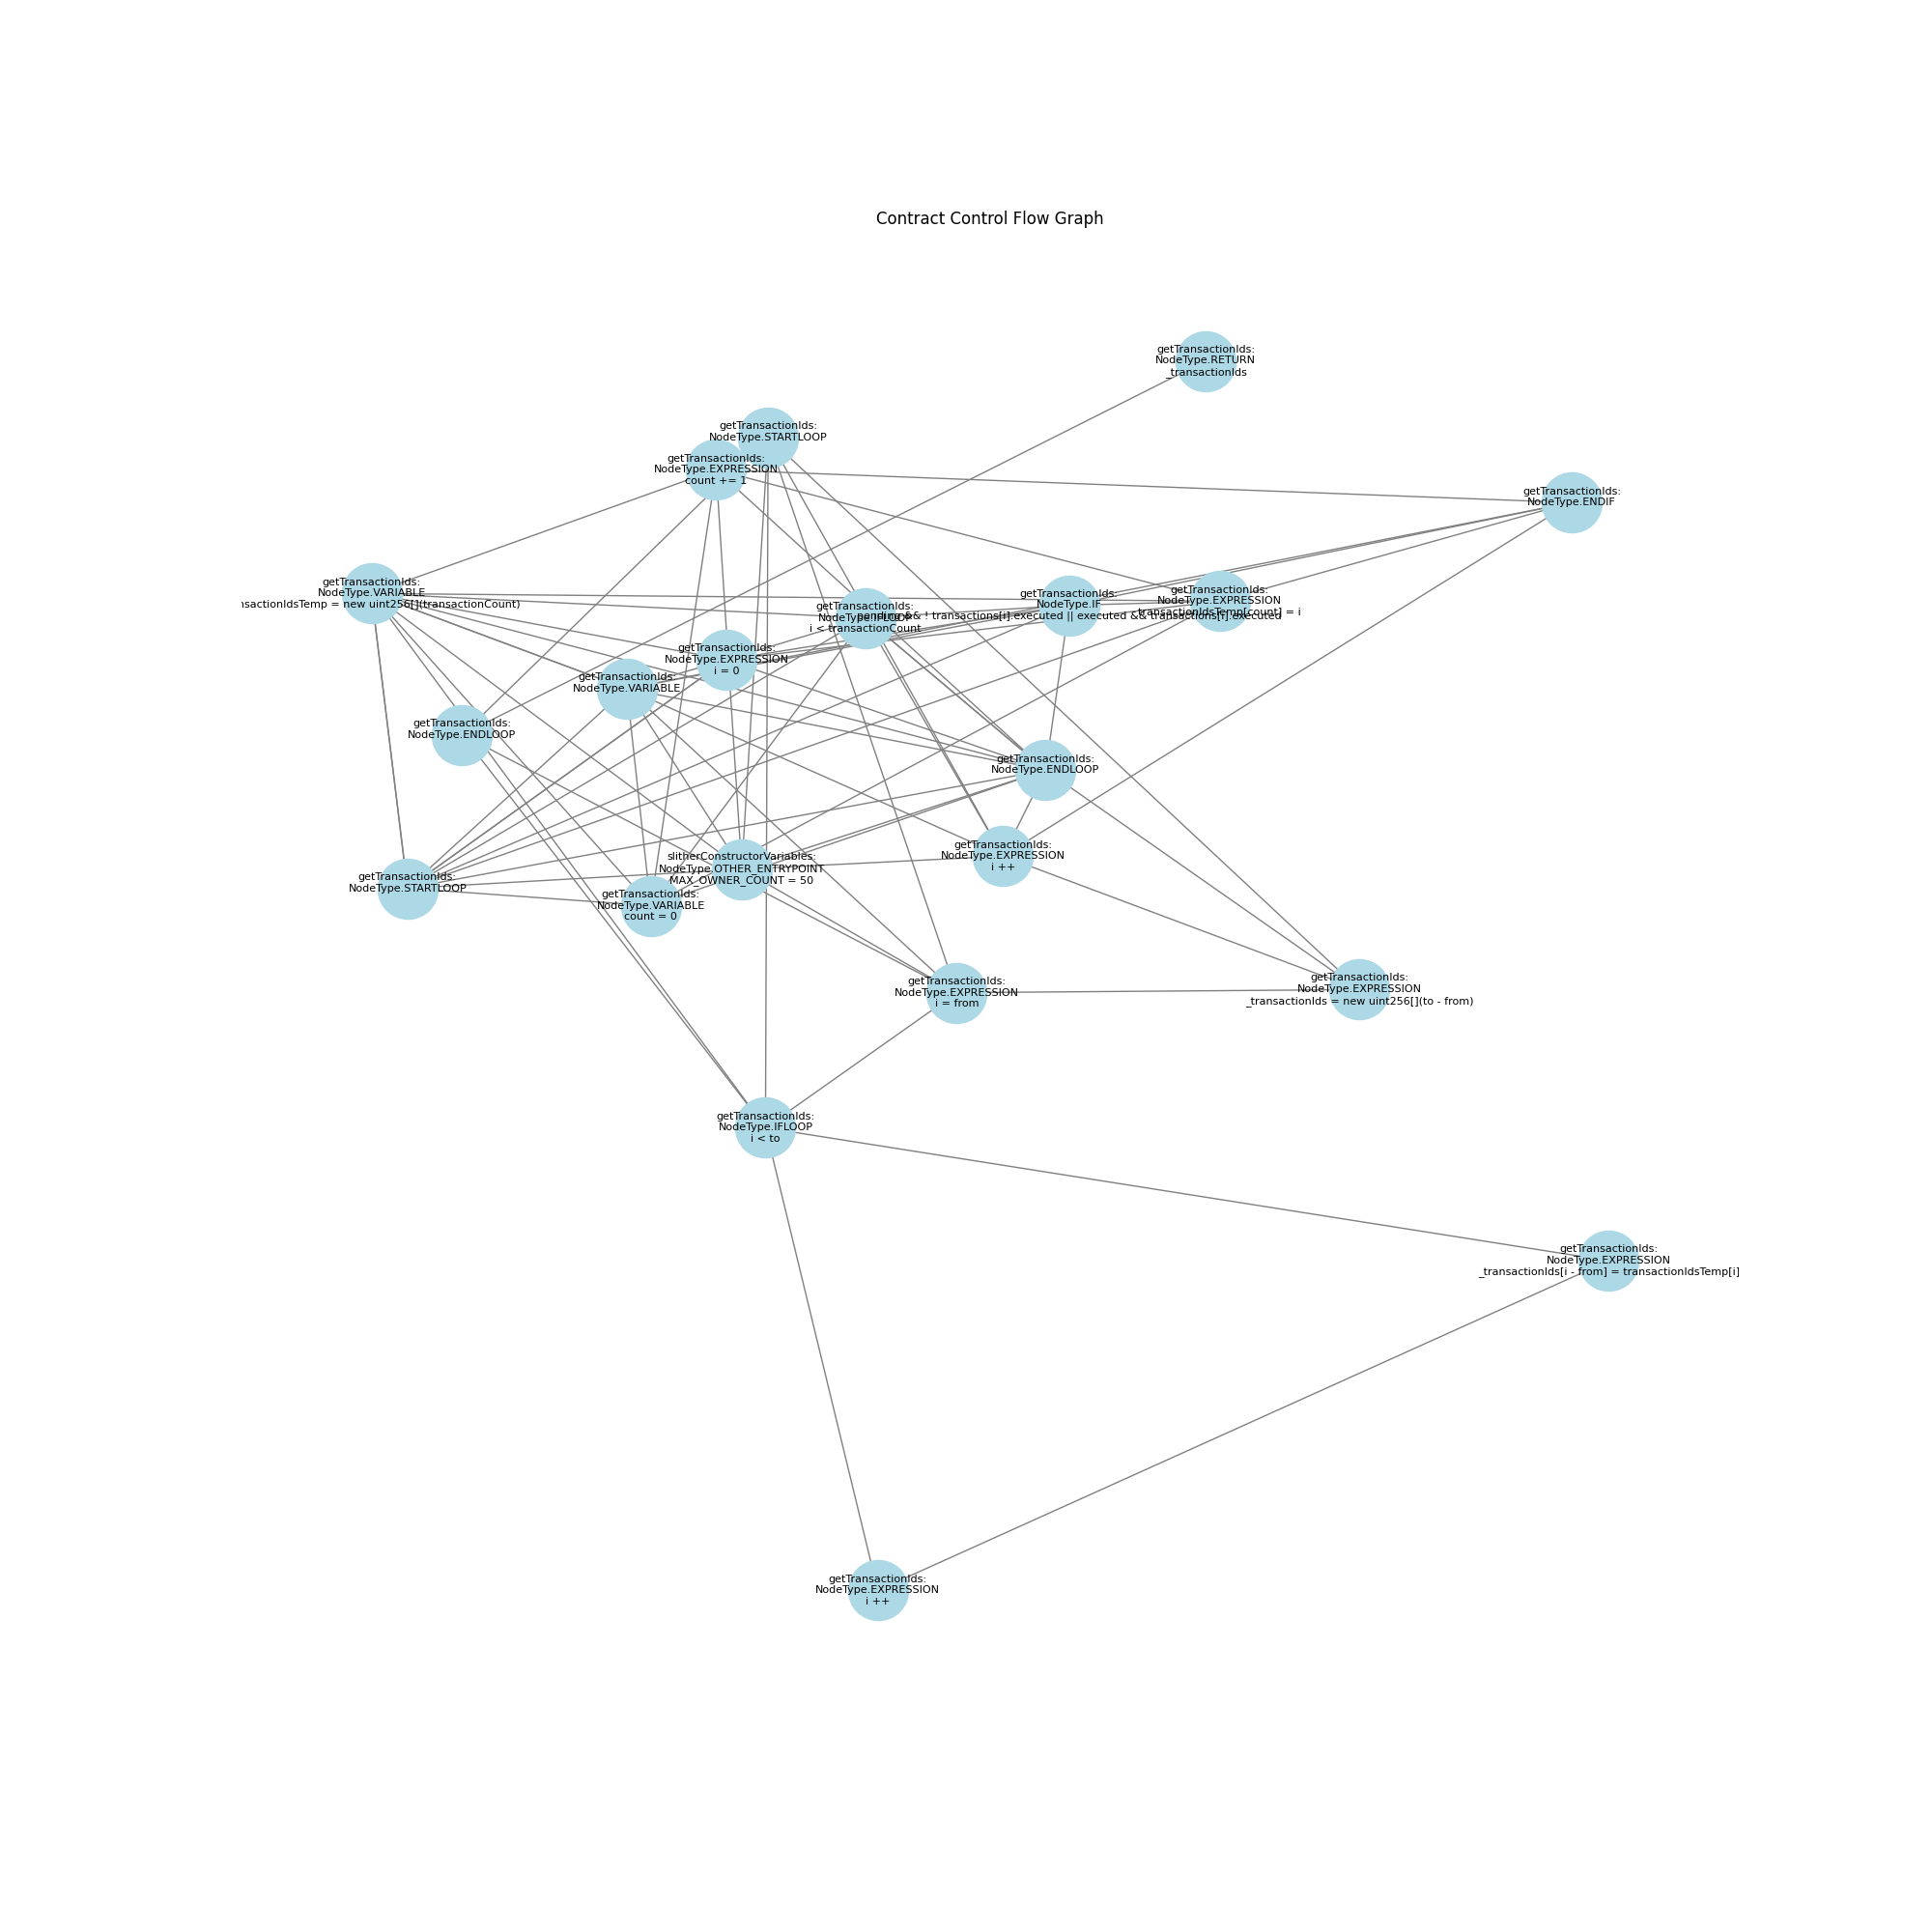 Contract Control Flow Graph
getTransactionIds:
NodeType.RETURN
_transactionIds
getTransactionIds:
NodeType.STARTLOOP
getTransactionIds:
NodeType.EXPRESSION
count += 1
getTransactionIds:
NodeType.ENDIF
getTransactionIds:
NodeType.VARIABLE
nsactionIdsTemp = new uint256[](transactionCount)
getTransactionIds:
NodeType.IFLOOP
i < transactionCount
getTransactionIds:
NodeType.IF
pending && ! transactions[i].executed || executed && transactions[i].executed
getTransactionIds:
NodeType.EXPRESSION
transactionIdsTemp[count] = i
getTransactionIds:
NodeType.EXPRESSION
i = 0
getTransactionIds:
NodeType.VARIABLE
getTransactionIds:
NodeType.ENDLOOP
getTransactionIds:
NodeType.ENDLOOP
getTransactionIds:
NodeType.EXPRESSION
i ++
slitherConstructorVariables:
NodeType.OTHER_ENTRYPOINT
MAX_OWNER_COUNT = 50
getTransactionIds:
NodeType.STARTLOOP
getTransactionIds:
NodeType.VARIABLE
count = 0
getTransactionIds:
NodeType.EXPRESSION
i = from
getTransactionIds:
NodeType.EXPRESSION
_transactionIds = new uint256[](to - from)
getTransactionIds:
NodeType.IFLOOP
i < to
getTransactionIds:
NodeType.EXPRESSION
_transactionIds[i - from] = transactionIdsTemp[i]
getTransactionIds:
NodeType.EXPRESSION
i ++